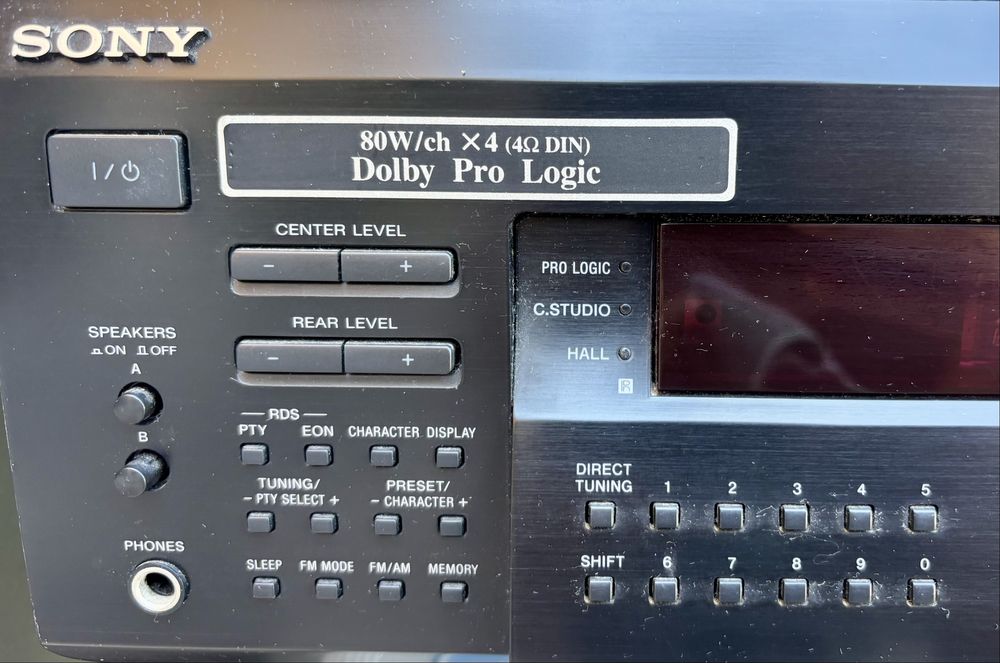 SONY
I/⏻
80W/ch ×4 (4Ω DIN)
Dolby Pro Logic
CENTER LEVEL
− +
REAR LEVEL
− +
SPEAKERS
ON OFF
A
B
PHONES
RDS
PTY EON CHARACTER DISPLAY
TUNING/ PRESET/
− PTY SELECT + − CHARACTER +
SLEEP FM MODE FM/AM MEMORY
PRO LOGIC
C.STUDIO
HALL
DIRECT
TUNING 1 2 3 4 5
SHIFT 6 7 8 9 0